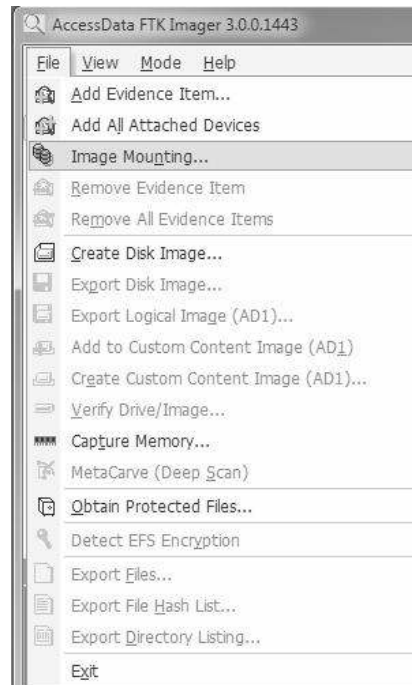 AccessData FTK Imager 3.0.0.1443
File View Mode Help
Add Evidence Item...
Add All Attached Devices
Image Mounting...
Remove Evidence Item
Remove All Evidence Items
Create Disk Image...
Export Disk Image...
Export Logical Image (AD1)...
Add to Custom Content Image (AD1)
Create Custom Content Image (AD1)...
Verify Drive/Image...
Capture Memory...
MetaCarve (Deep Scan)
Obtain Protected Files...
Detect EFS Encryption
Export Files...
Export File Hash List...
Export Directory Listing...
Exit